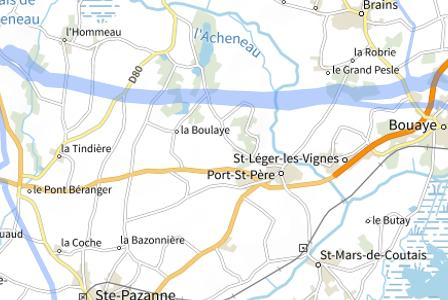 Brains
l'Hommeau
l'Acheneau
la Robrie
D80
le Grand Pesle
Bouaye
la Boulaye
la Tindière
St-Léger-les-Vignes
Port-St-Père
le Pont Béranger
le Butay
la Coche
la Bazonnière
St-Mars-de-Coutais
Ste-Pazanne